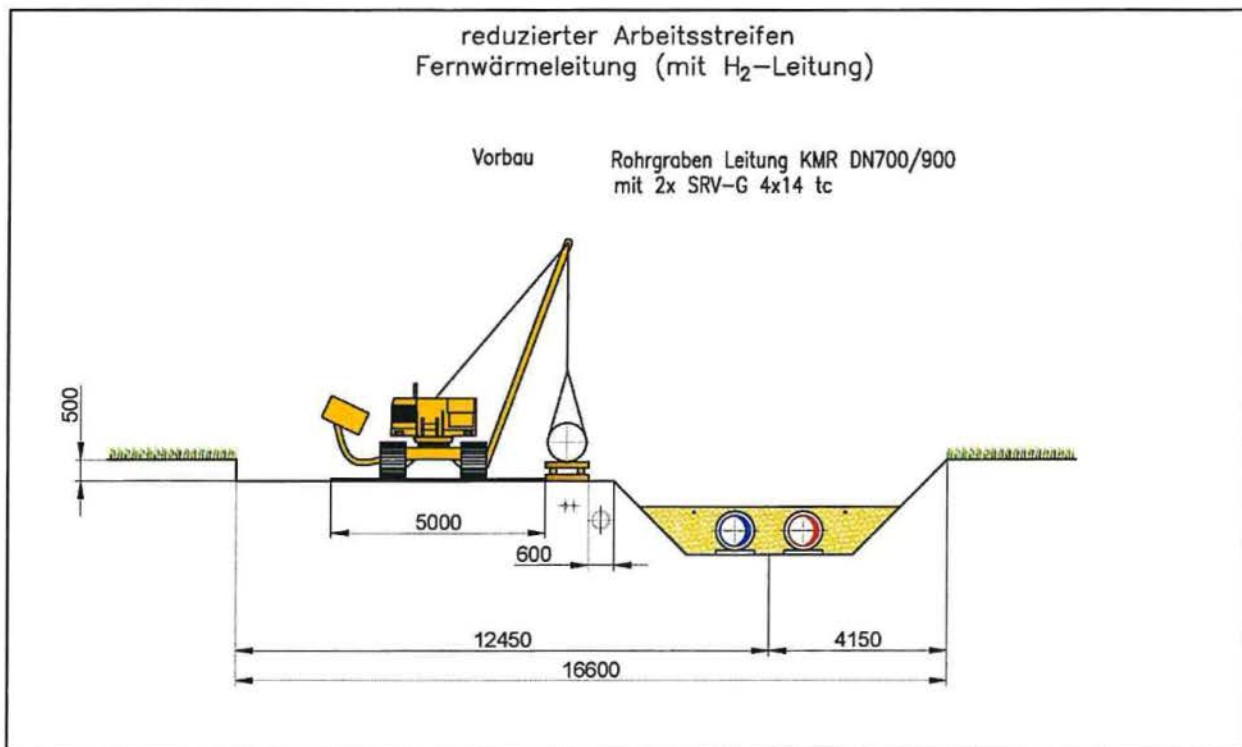 reduzierter Arbeitsstreifen
Fernwärmeleitung (mit H₂-Leitung)
Vorbau
Rohrgraben Leitung KMR DN700/900
mit 2x SRV-G 4x14 tc
500
5000
600
12450
4150
16600